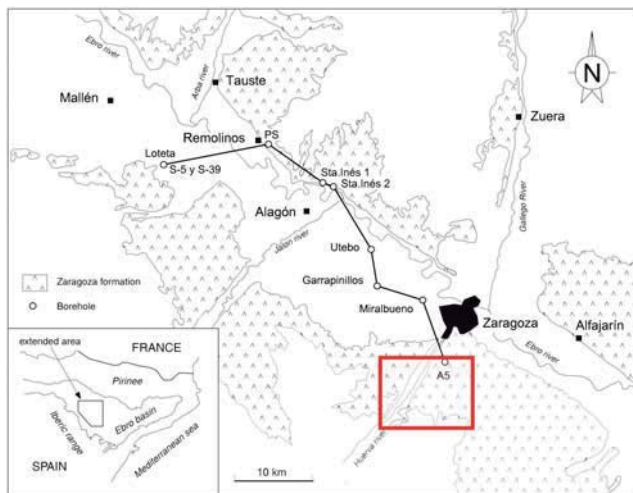 Ebro river
Arba river
Tauste
Mallén
N
Zuera
Remolinos
PS
Loteta
S-5 y S-39
Sta.Inés 1
Sta.Inés 2
Gallego River
Alagón
Jalon river
Utebo
Zaragoza formation
Garrapinillos
Borehole
Miralbueno
Zaragoza
Alfajarín
Ebro river
extended area
FRANCE
A5
Pirinee
Iberic range
Ebro basin
Huerva river
Mediterranean sea
SPAIN
10 km